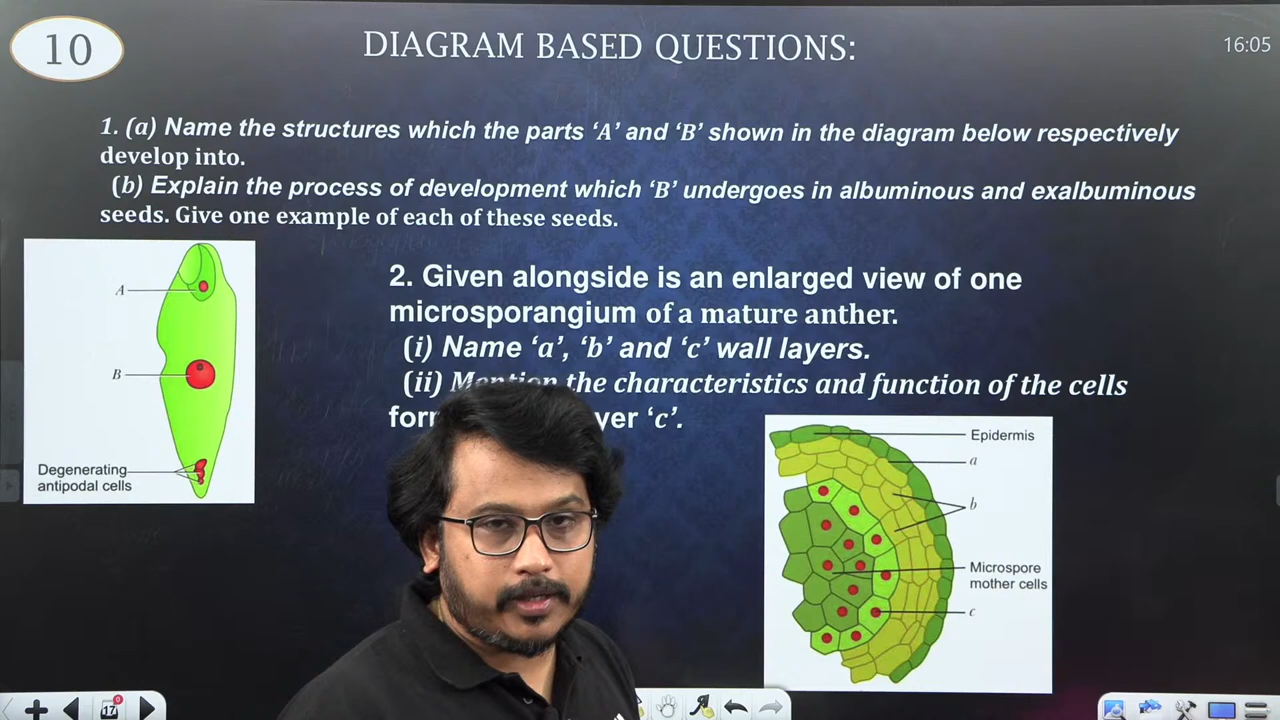 10
DIAGRAM BASED QUESTIONS:
16:05
1. (a) Name the structures which the parts ‘A’ and ‘B’ shown in the diagram below respectively
develop into.
(b) Explain the process of development which ‘B’ undergoes in albuminous and exalbuminous
seeds. Give one example of each of these seeds.
A
B
Degenerating
antipodal cells
2. Given alongside is an enlarged view of one
microsporangium of a mature anther.
(i) Name ‘a’, ‘b’ and ‘c’ wall layers.
(ii) Mention the characteristics and function of the cells
‘c’.
Epidermis
a
b
Microspore
mother cells
c
17